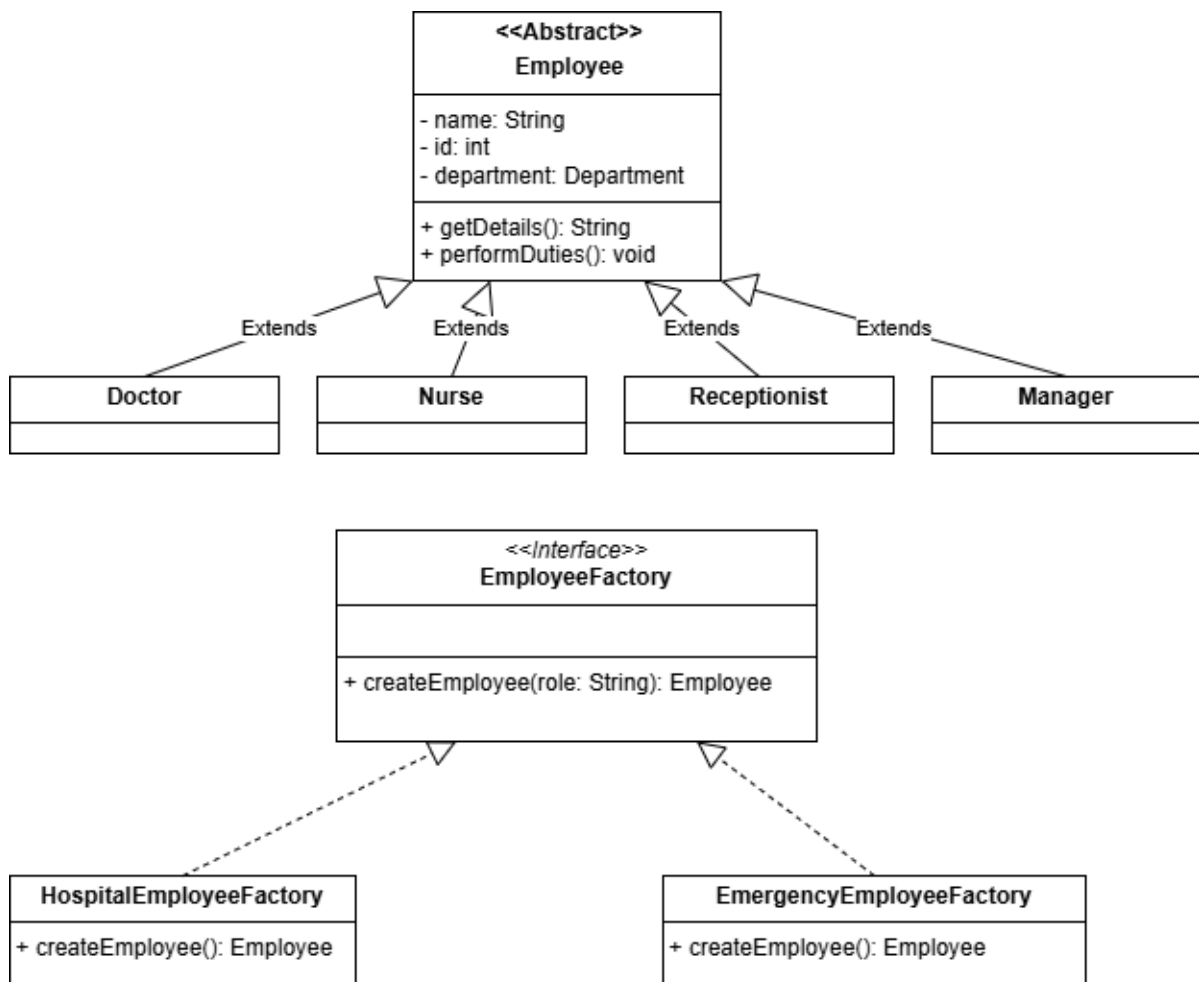 <<Abstract>>
Employee
- name: String
- id: int
- department: Department
+ getDetails(): String
+ performDuties(): void
Extends
Extends
Extends
Extends
Doctor
Nurse
Receptionist
Manager
<<Interface>>
EmployeeFactory
+ createEmployee(role: String): Employee
HospitalEmployeeFactory
+ createEmployee(): Employee
EmergencyEmployeeFactory
+ createEmployee(): Employee